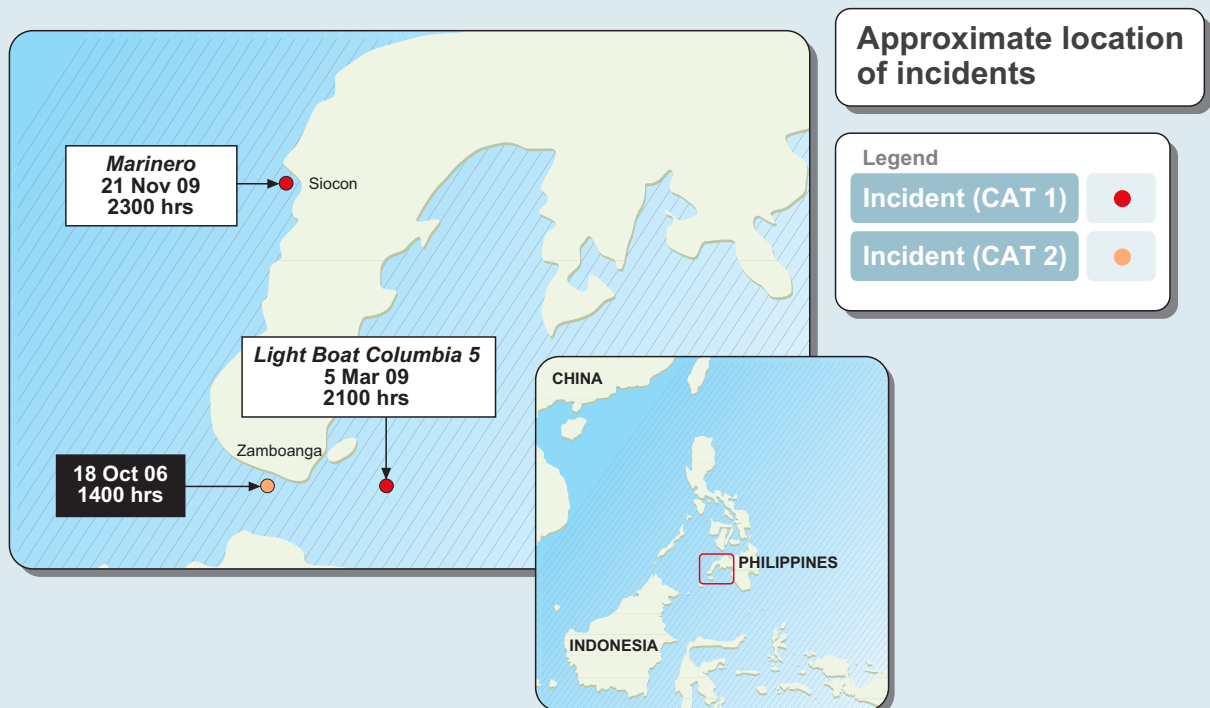 Approximate location
of incidents
Legend
Incident (CAT 1)
Incident (CAT 2)
Marinero
21 Nov 09
2300 hrs
Siocon
Light Boat Columbia 5
5 Mar 09
2100 hrs
Zamboanga
18 Oct 06
1400 hrs
CHINA
PHILIPPINES
INDONESIA